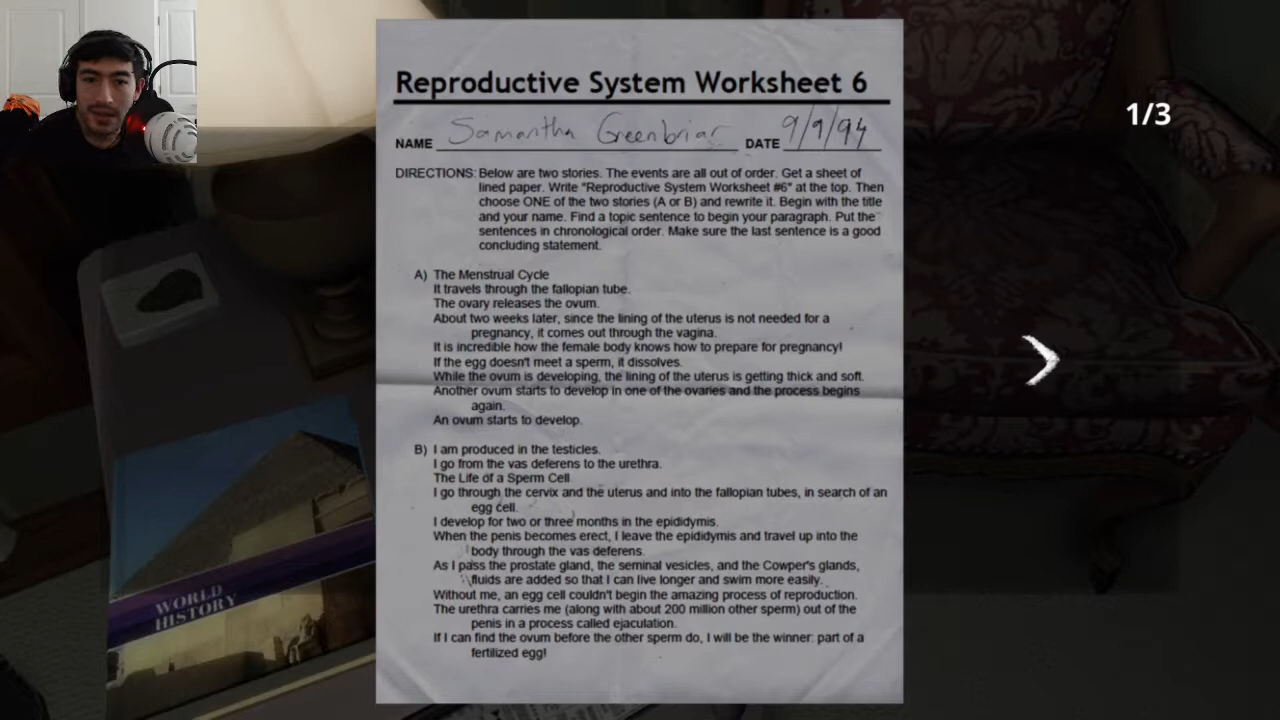 Reproductive System Worksheet 6
1/3
NAME Samantha Greenbriar DATE 9/9/94
DIRECTIONS: Below are two stories. The events are all out of order. Get a sheet of
lined paper. Write "Reproductive System Worksheet #6" at the top. Then
choose ONE of the two stories (A or B) and rewrite it. Begin with the title
and your name. Find a topic sentence to begin your paragraph. Put the
sentences in chronological order. Make sure the last sentence is a good
concluding statement.
A) The Menstrual Cycle
It travels through the fallopian tube.
The ovary releases the ovum.
About two weeks later, since the lining of the uterus is not needed for a
pregnancy, it comes out through the vagina.
It is incredible how the female body knows how to prepare for pregnancy!
If the egg doesn't meet a sperm, it dissolves.
While the ovum is developing, the lining of the uterus is getting thick and soft.
Another ovum starts to develop in one of the ovaries and the process begins
again.
An ovum starts to develop.
B) I am produced in the testicles.
I go from the vas deferens to the urethra.
The Life of a Sperm Cell
I go through the cervix and the uterus and into the fallopian tubes, in search of an
egg cell.
I develop for two or three months in the epididymis.
When the penis becomes erect, I leave the epididymis and travel up into the
body through the vas deferens.
As I pass the prostate gland, the seminal vesicles, and the Cowper's glands,
fluids are added so that I can live longer and swim more easily.
Without me, an egg cell couldn't begin the amazing process of reproduction.
The urethra carries me (along with about 200 million other sperm) out of the
penis in a process called ejaculation.
If I can find the ovum before the other sperm do, I will be the winner: part of a
fertilized egg!
WORLD
HISTORY